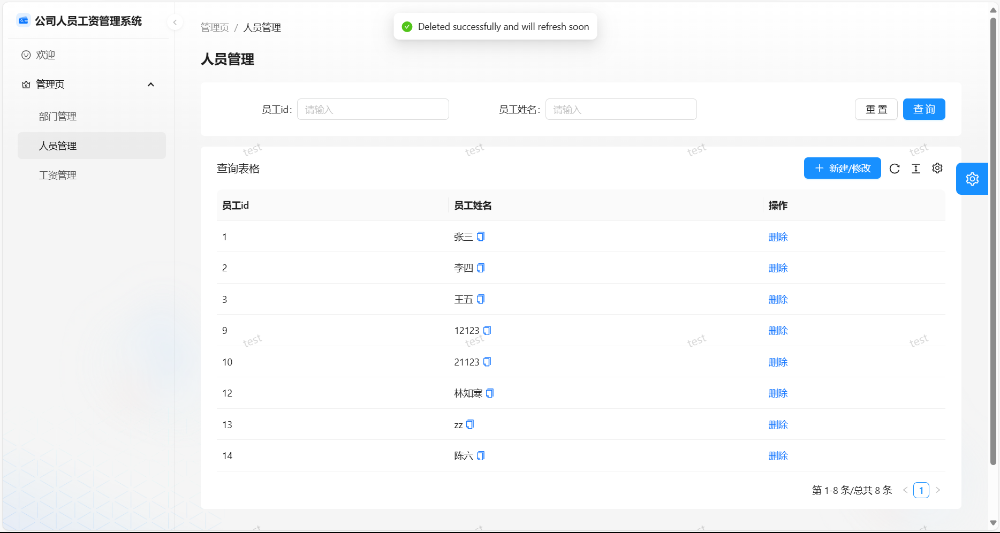 公司人员工资管理系统
欢迎
管理页
部门管理
人员管理
工资管理
管理页 / 人员管理
Deleted successfully and will refresh soon
人员管理
员工id: 请输入 员工姓名: 请输入 重 置 查 询
test test test test
查询表格 新建/修改
员工id 员工姓名 操作
1 张三 删除
2 李四 删除
3 王五 删除
9 12123 删除
test test test test
10 21123 删除
12 林知寒 删除
13 zz 删除
14 陈六 删除
第 1-8 条/总共 8 条 < 1 >